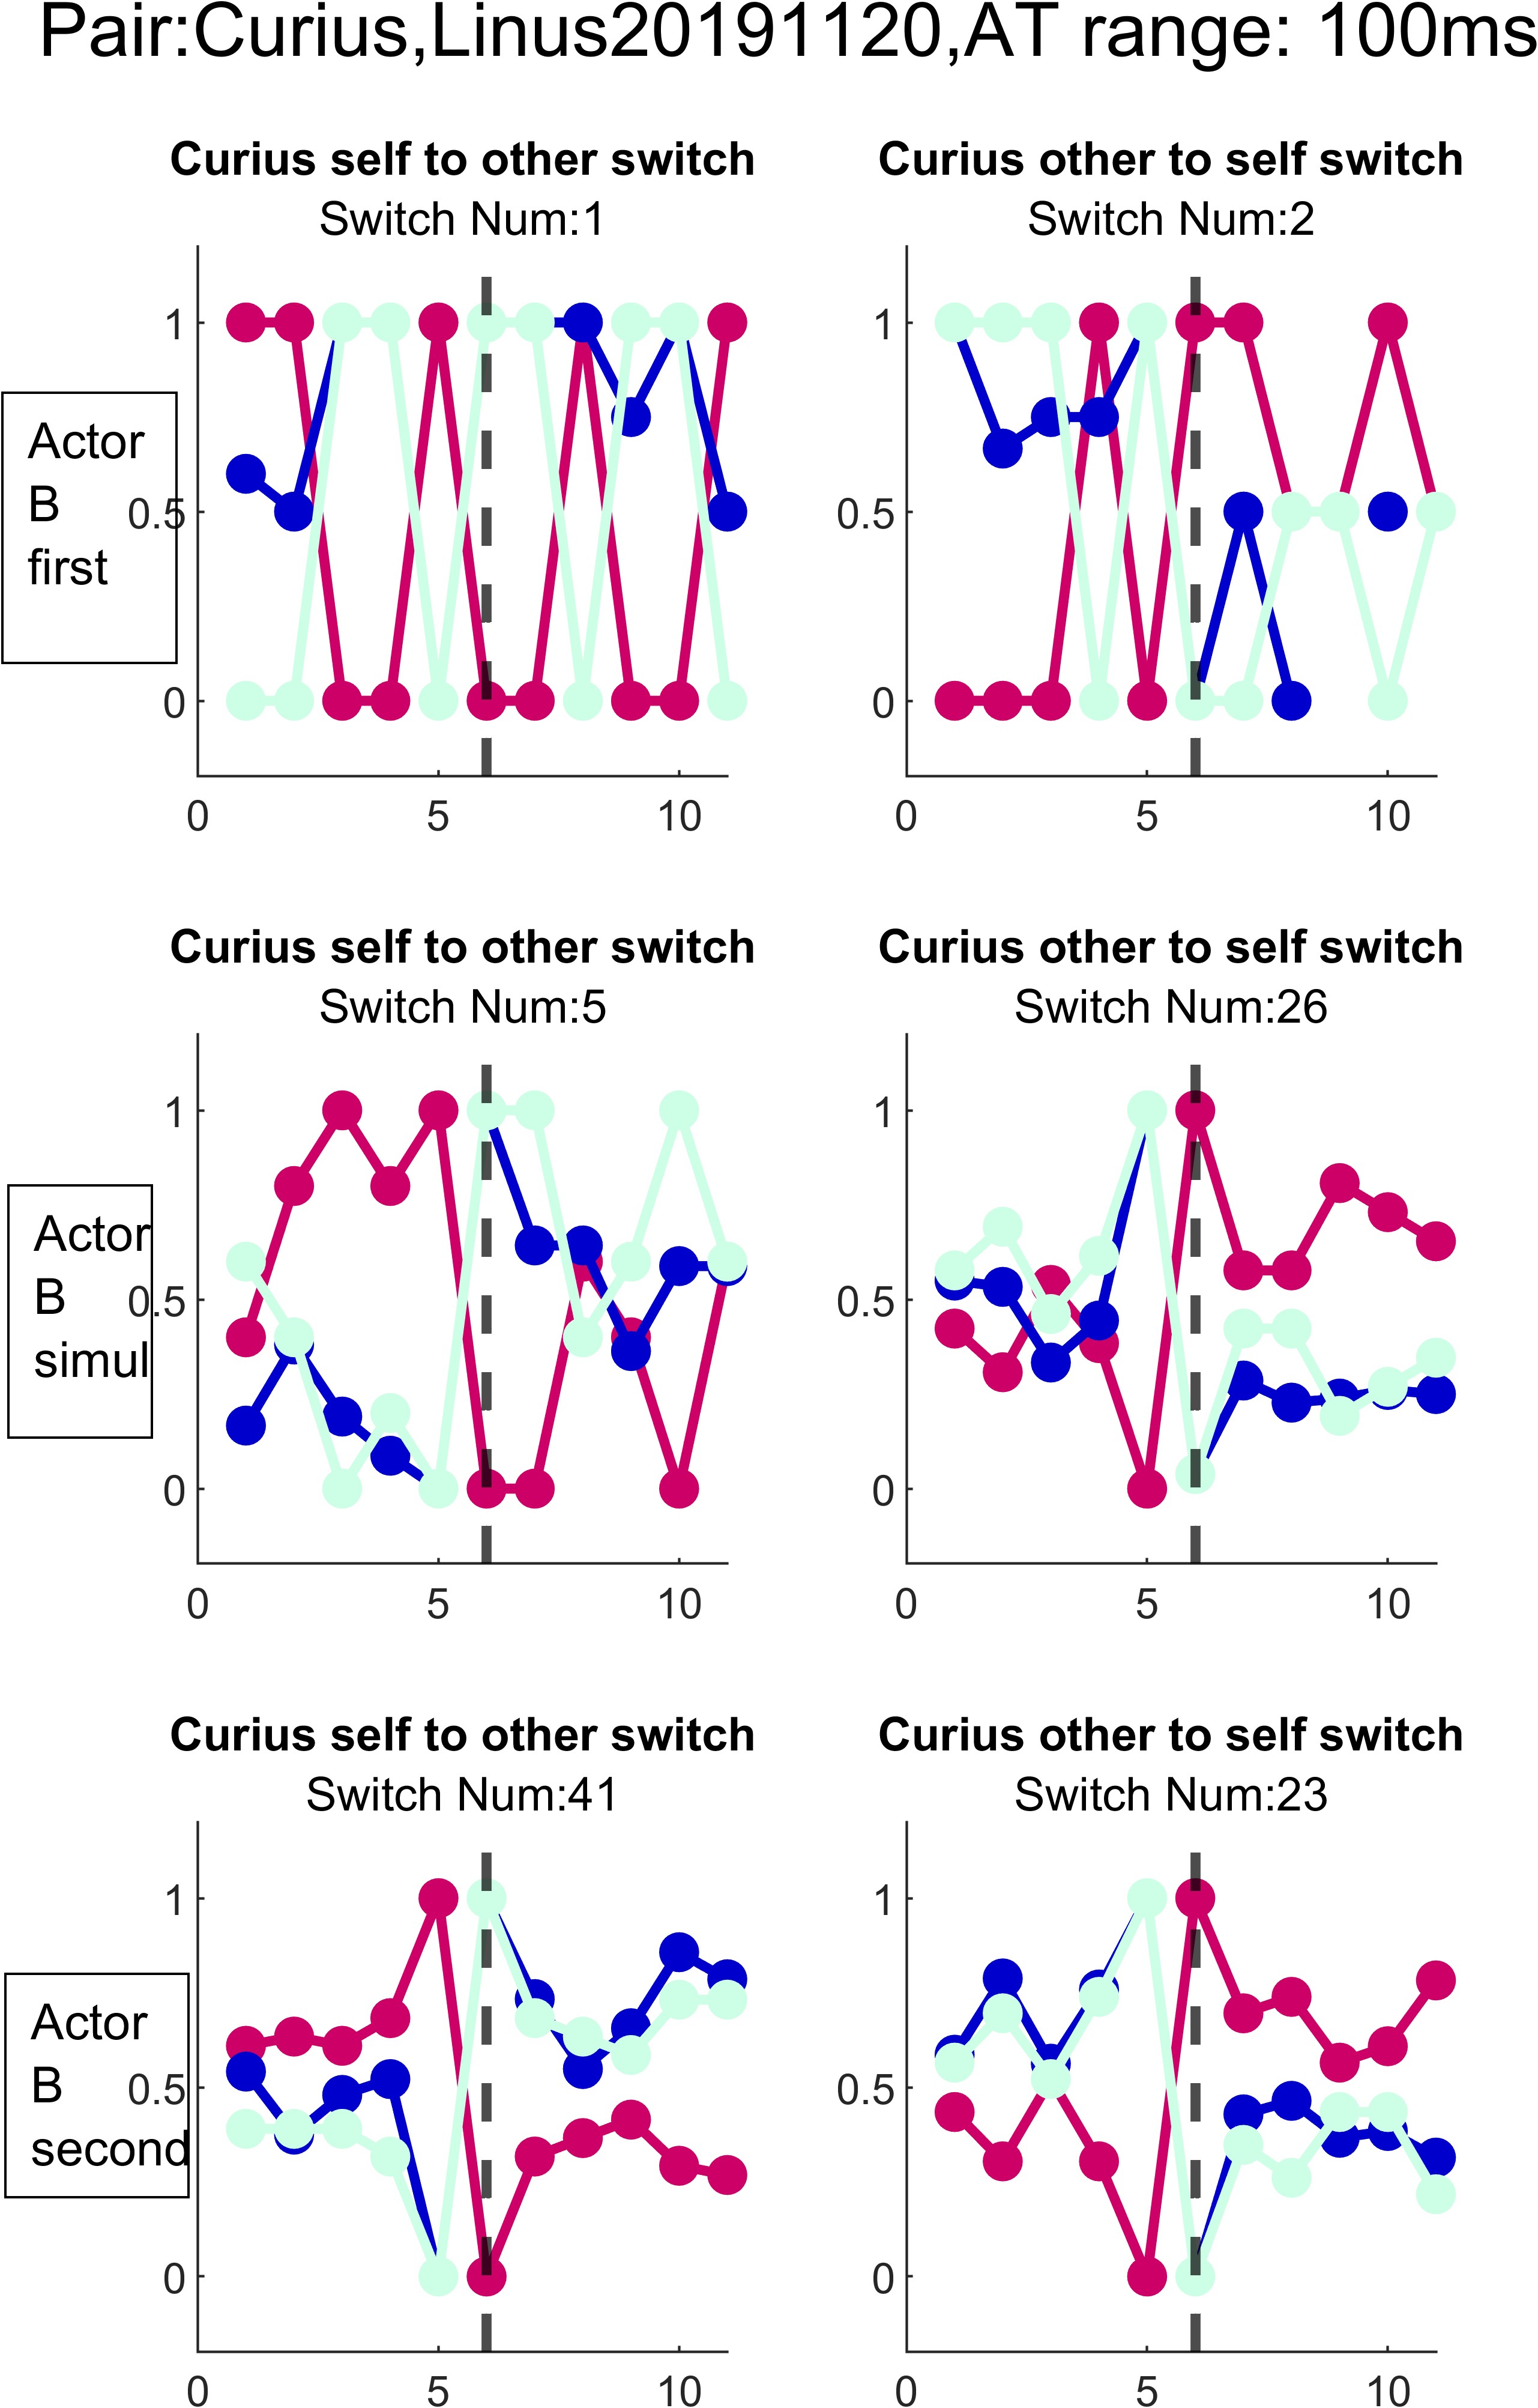 Pair:Curius,Linus20191120,AT range: 100ms
Curius self to other switch
Switch Num:1
Curius other to self switch
Switch Num:2
Actor
B
first
1
0.5
0
0 5 10
1
0.5
0
0 5 10
Curius self to other switch
Switch Num:5
Curius other to self switch
Switch Num:26
Actor
B
simul
1
0.5
0
0 5 10
1
0.5
0
0 5 10
Curius self to other switch
Switch Num:41
Curius other to self switch
Switch Num:23
Actor
B
second
1
0.5
0
0 5 10
1
0.5
0
0 5 10